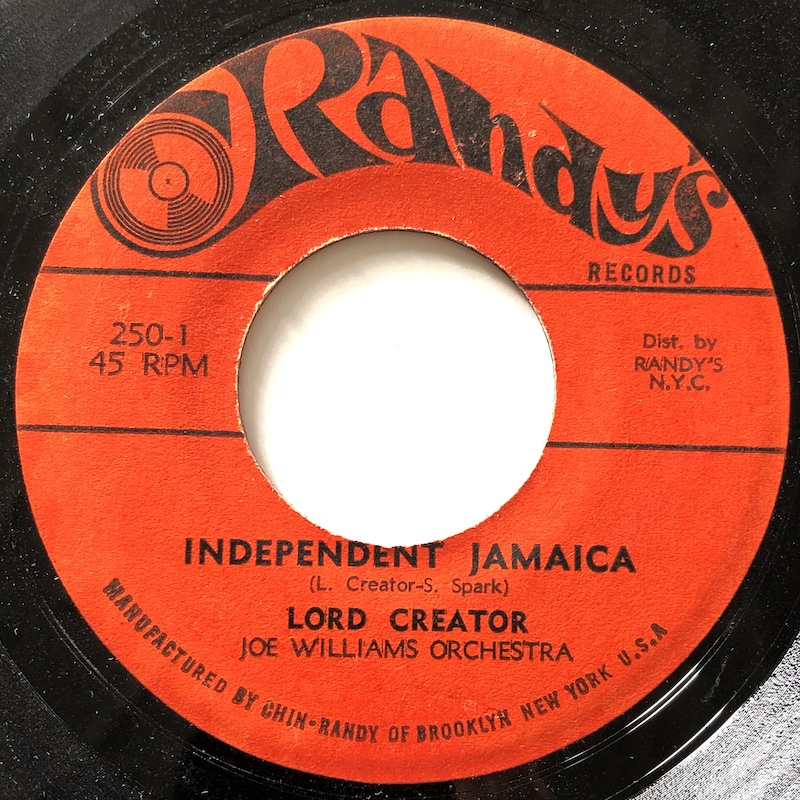 Randy's
RECORDS
250-1
45 RPM
Dist. by
RANDY'S
N.Y.C.
INDEPENDENT JAMAICA
(L. Creator-S. Spark)
LORD CREATOR
JOE WILLIAMS ORCHESTRA
MANUFACTURED BY CHIN-RANDY OF BROOKLYN NEW YORK U.S.A